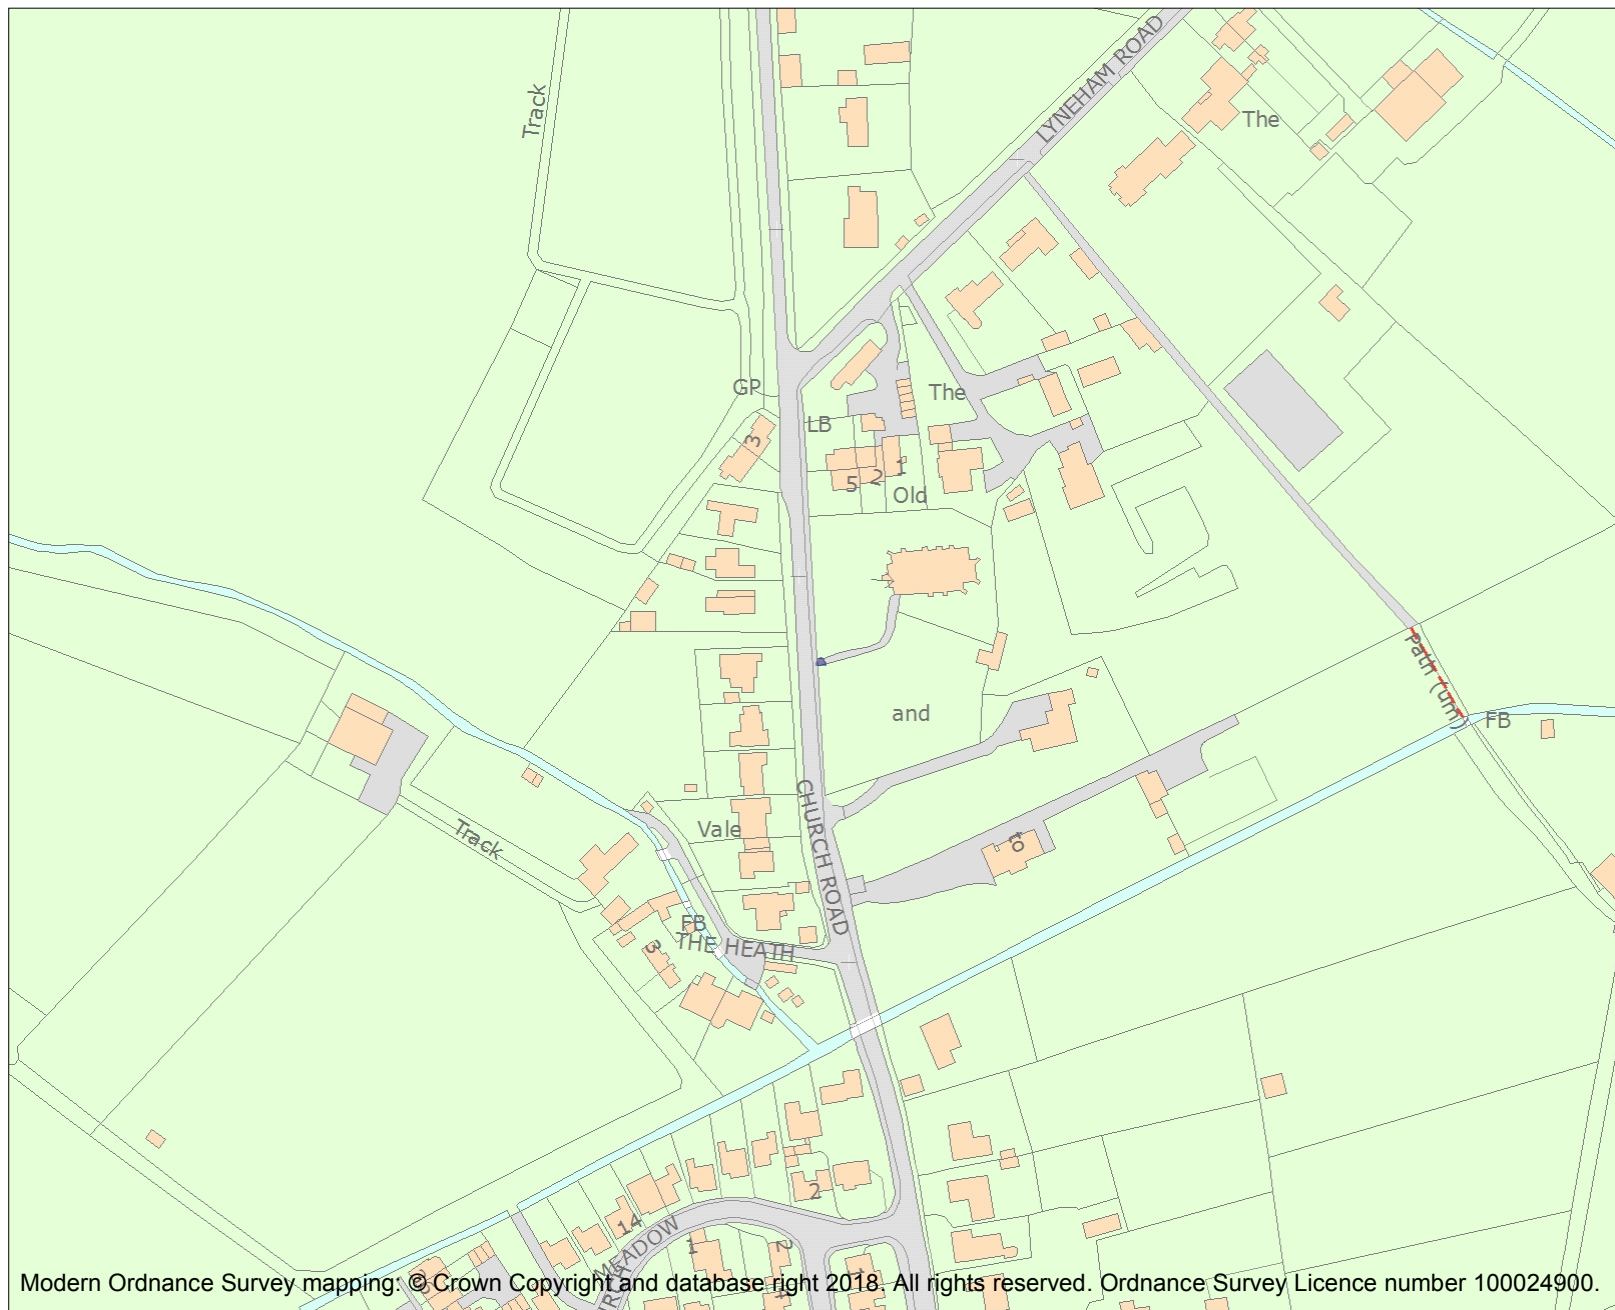 LYNEHAM ROAD
Track
The
GP
The
LB
3
5
2
1
Old
Path (um)
and
FB
CHURCH ROAD
Vale
Track
to
FB
THE HEATH
3
2
14
MEADOW
1
2
Modern Ordnance Survey mapping: © Crown Copyright and database right 2018. All rights reserved. Ordnance Survey Licence number 100024900.